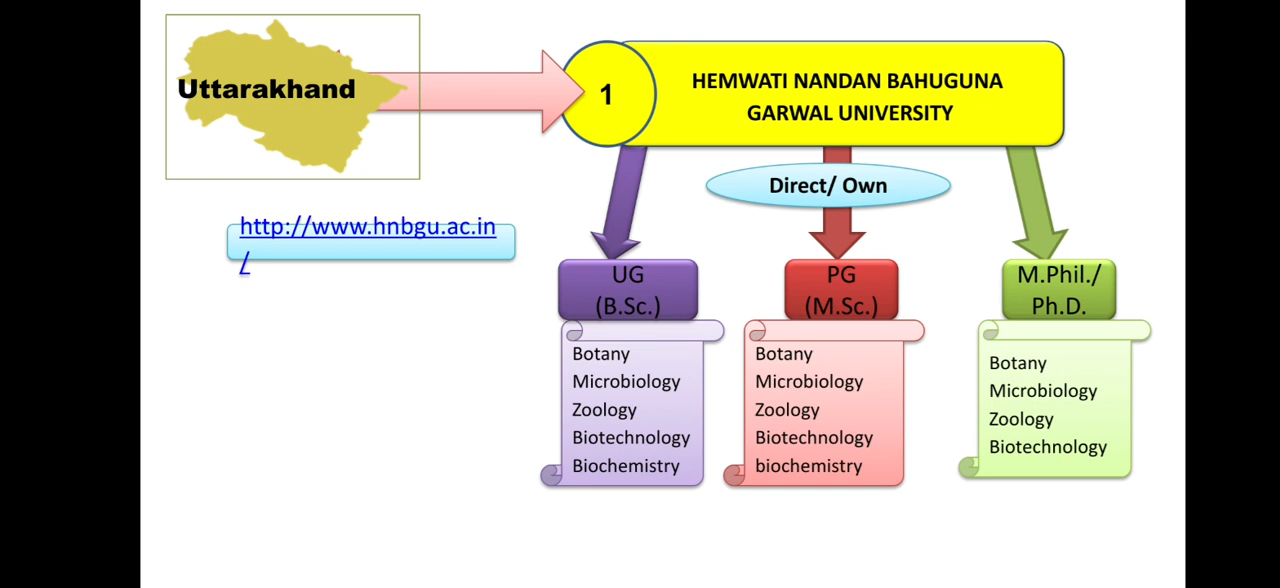 Uttarakhand
1
HEMWATI NANDAN BAHUGUNA
GARWAL UNIVERSITY
Direct/ Own
http://www.hnbgu.ac.in
/
UG
(B.Sc.)
Botany
Microbiology
Zoology
Biotechnology
Biochemistry
PG
(M.Sc.)
Botany
Microbiology
Zoology
Biotechnology
biochemistry
M.Phil./
Ph.D.
Botany
Microbiology
Zoology
Biotechnology